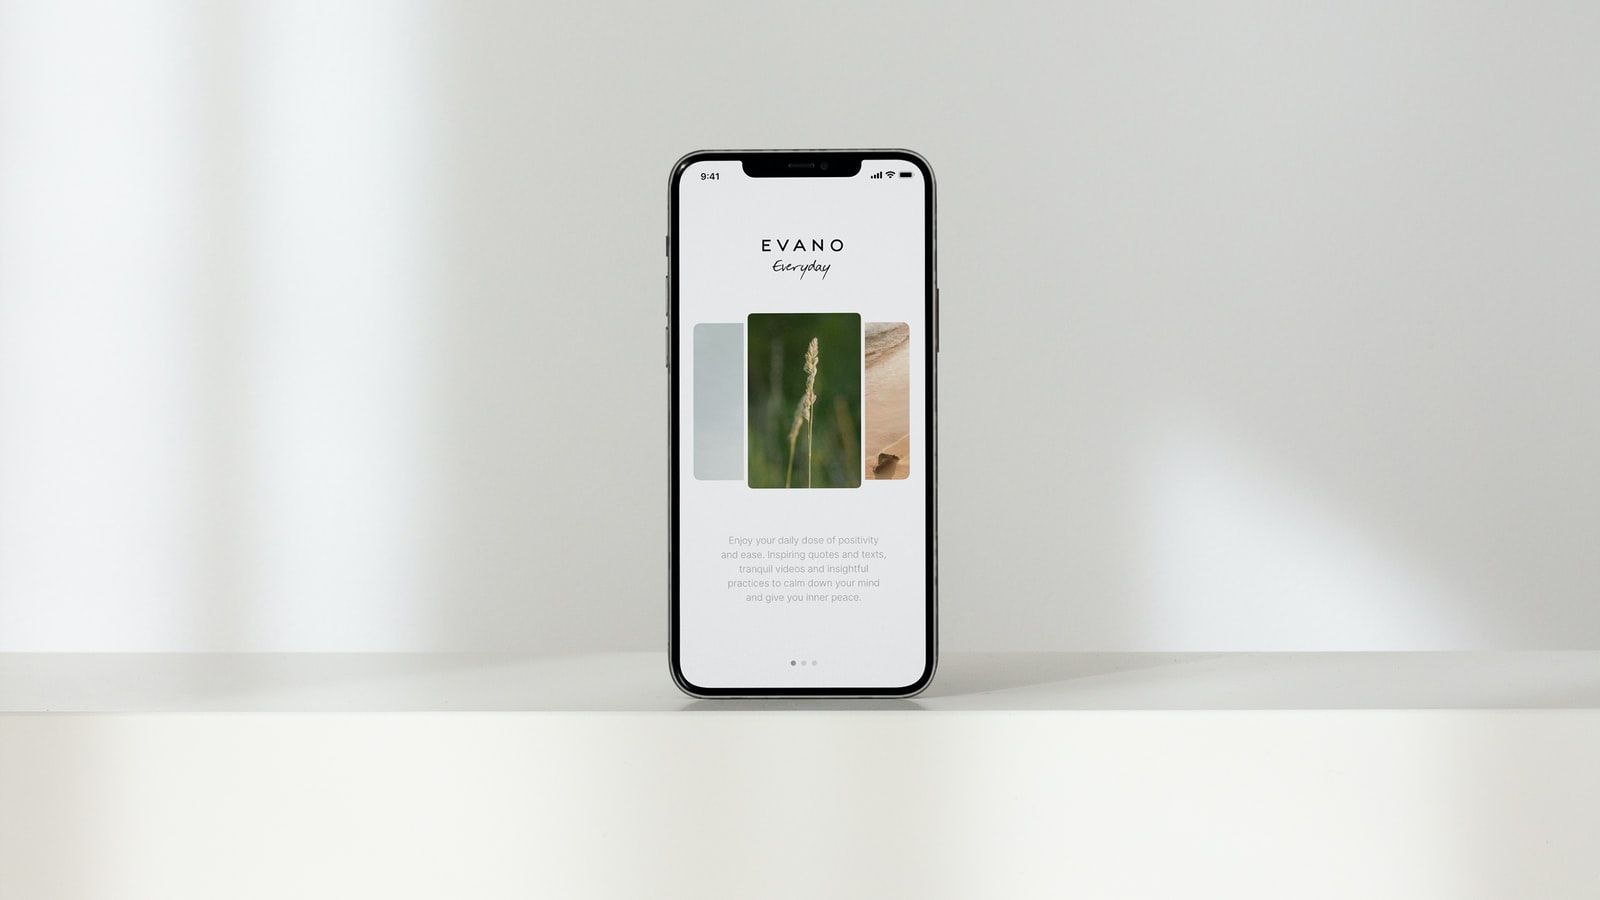 9:41
EVANO
Everyday
Enjoy your daily dose of positivity
and ease. Inspiring quotes and texts,
tranquil videos and insightful
practices to calm down your mind
and give you inner peace.